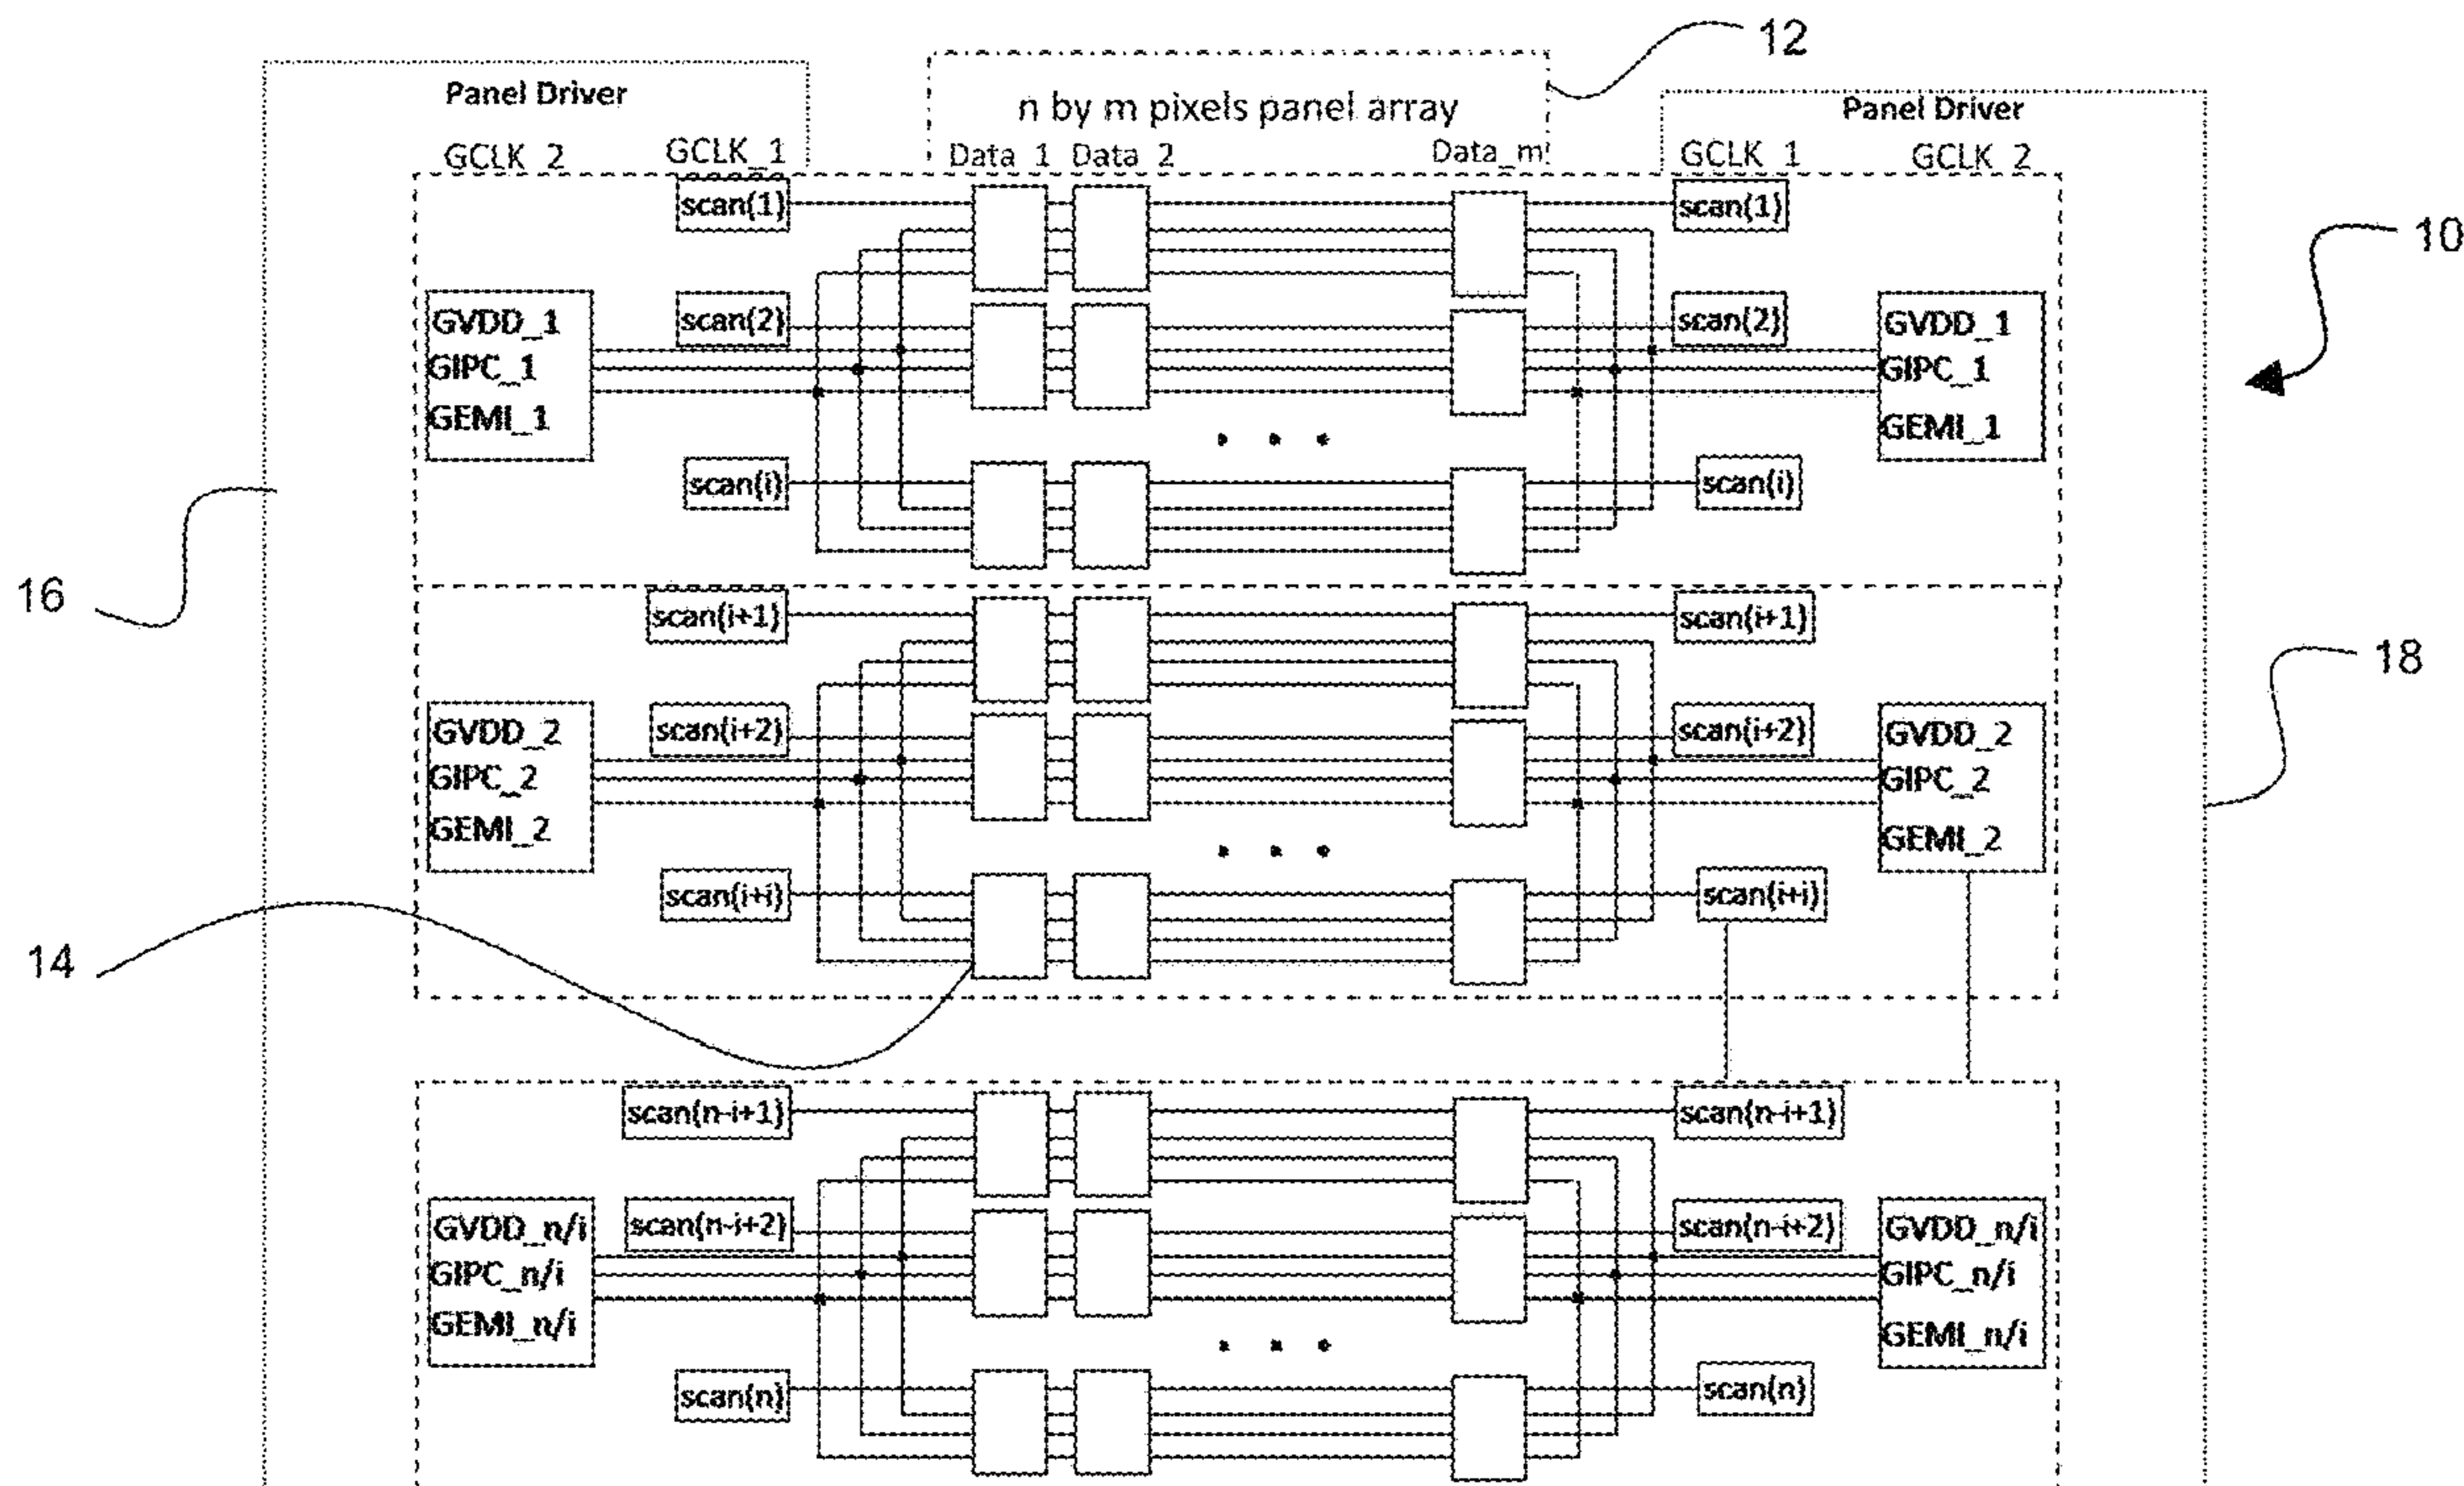 12
Panel Driver
n by m pixels panel array
Panel Driver
GCLK_2
GCLK_1
Data_1
Data_2
Data_m
GCLK_1
GCLK_2
scan(1)
scan(1)
10
GVDD_1
GIPC_1
GEMI_1
scan(2)
scan(2)
GVDD_1
GIPC_1
GEMI_1
scan(i)
scan(i)
16
scan(i+1)
scan(i+1)
18
GVDD_2
GIPC_2
GEMI_2
scan(i+2)
scan(i+2)
GVDD_2
GIPC_2
GEMI_2
scan(i+i)
scan(i+i)
14
scan(n-i+1)
scan(n-i+1)
GVDD_n/i
GIPC_n/i
GEMI_n/i
scan(n-i+2)
scan(n-i+2)
GVDD_n/i
GIPC_n/i
GEMI_n/i
scan(n)
scan(n)